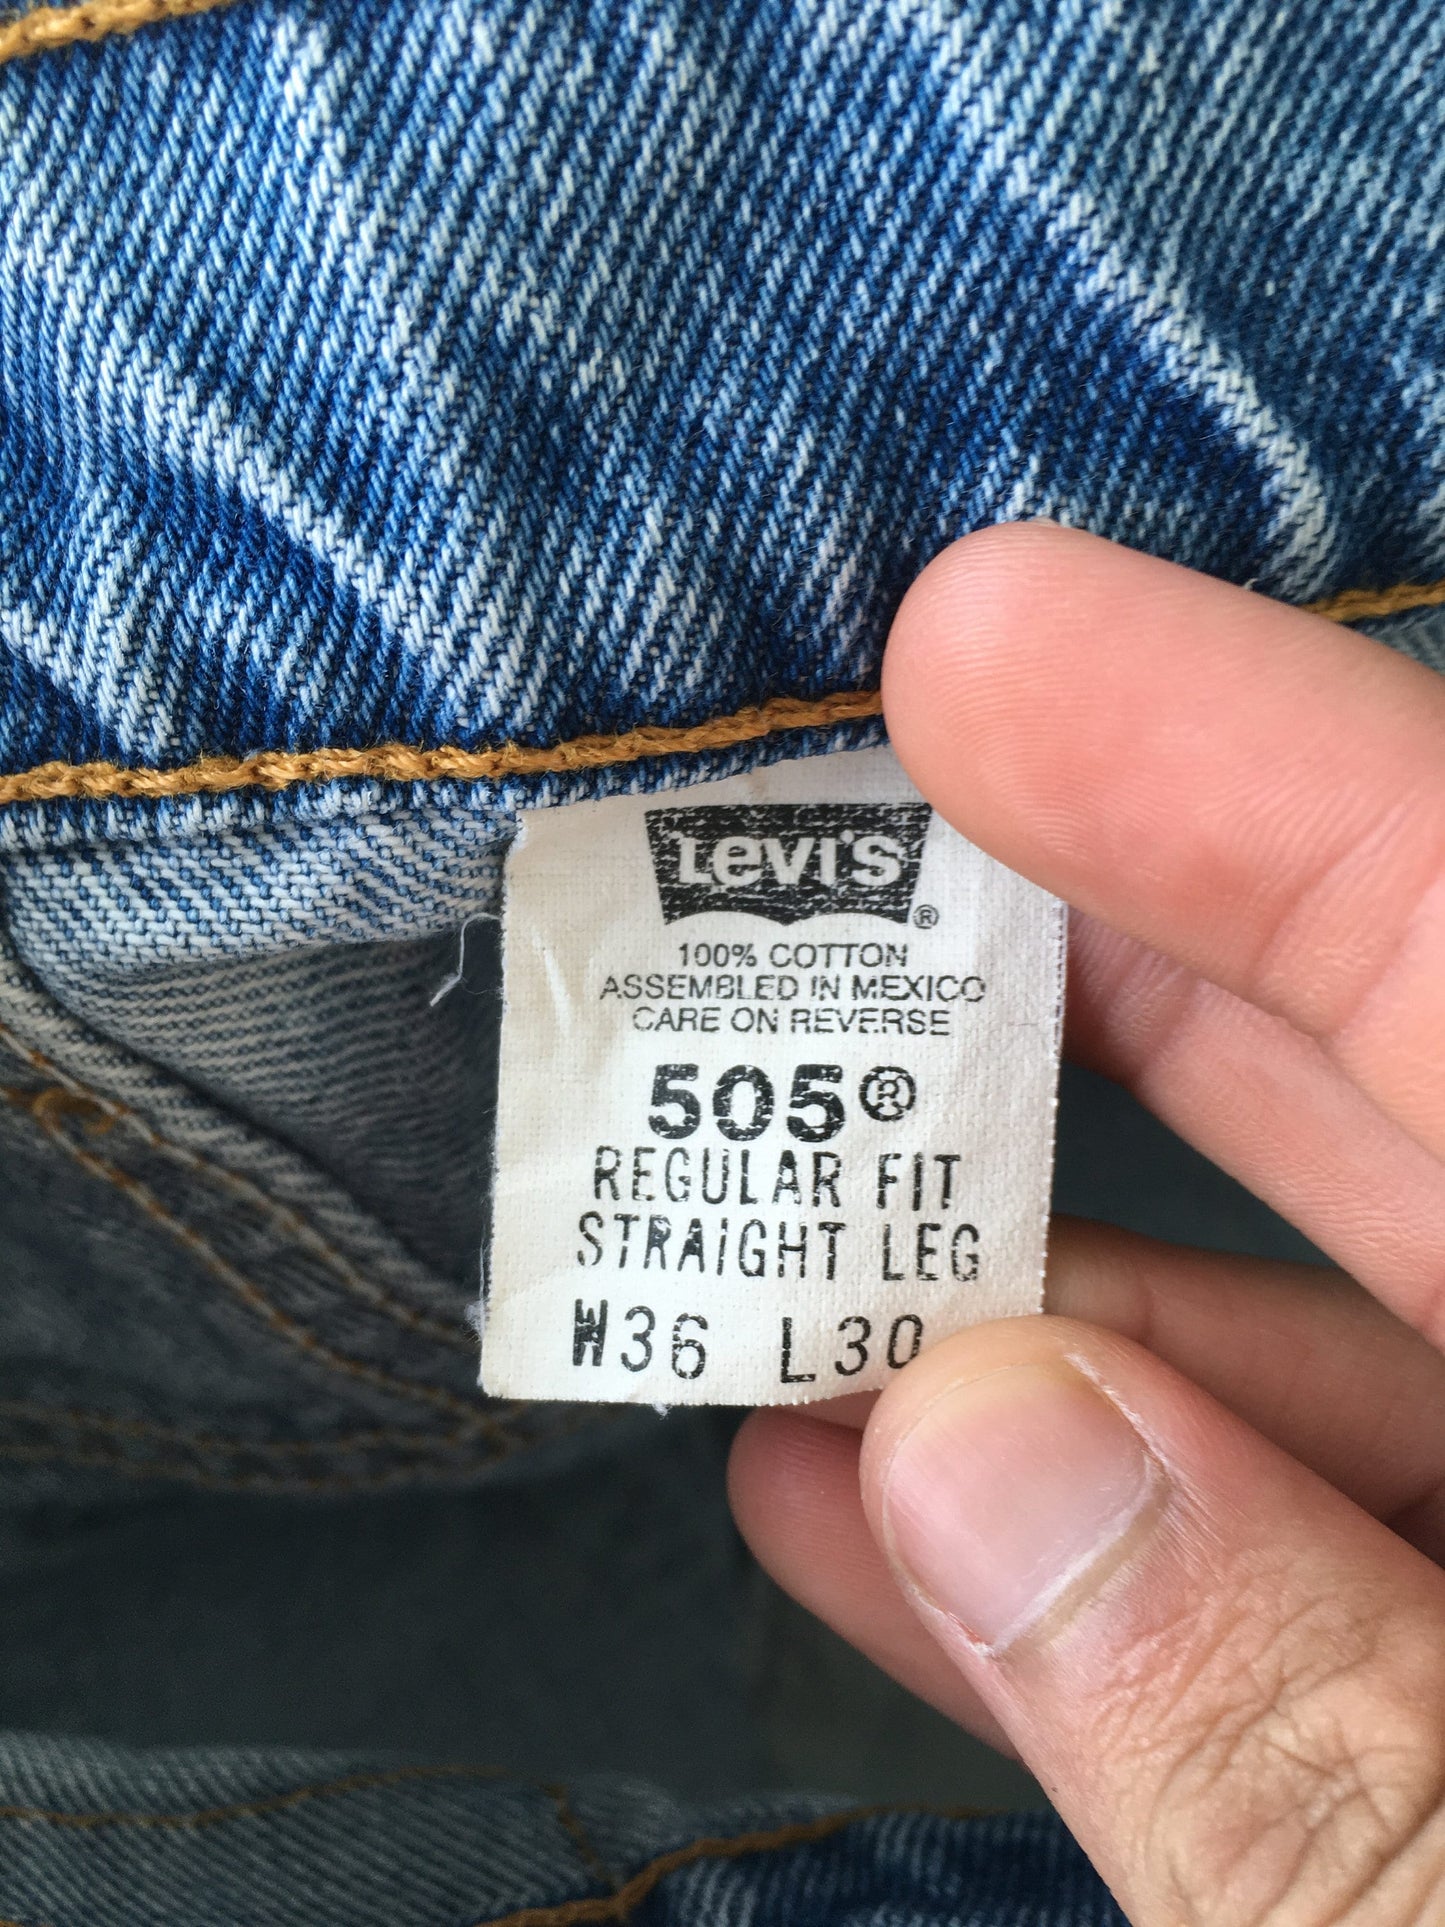 Levi's ®
100% COTTON
ASSEMBLED IN MEXICO
CARE ON REVERSE
505®
REGULAR FIT
STRAIGHT LEG
W36 L30